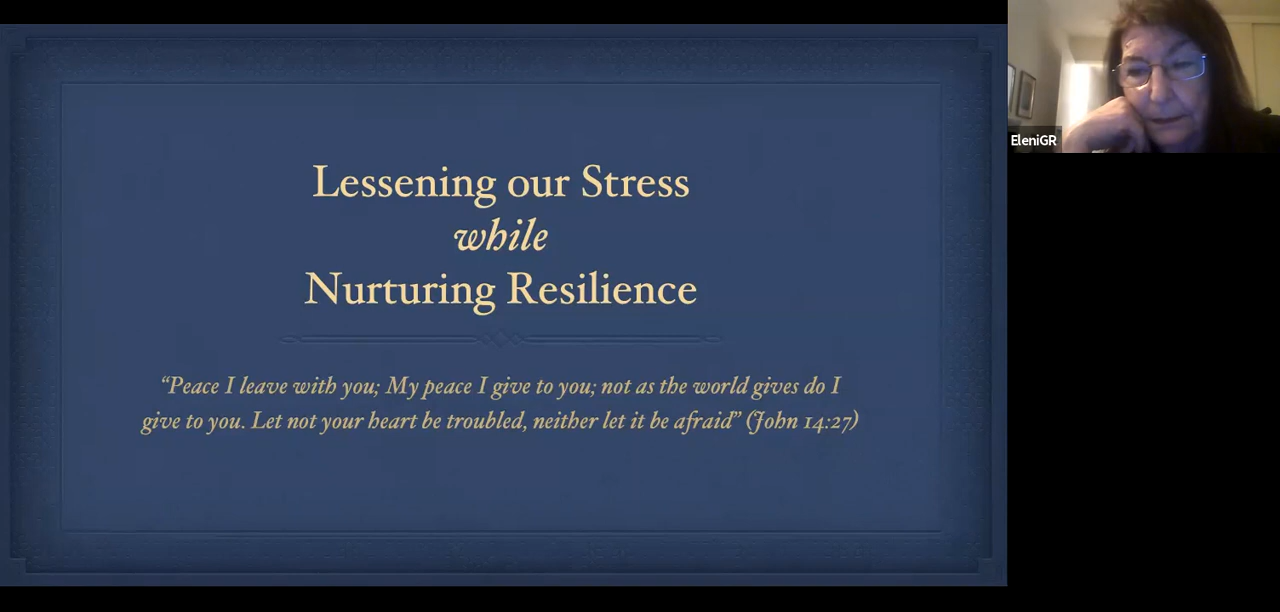 Lessening our Stress
while
Nurturing Resilience
“Peace I leave with you; My peace I give to you; not as the world gives do I
give to you. Let not your heart be troubled, neither let it be afraid” (John 14:27)
EleniGR